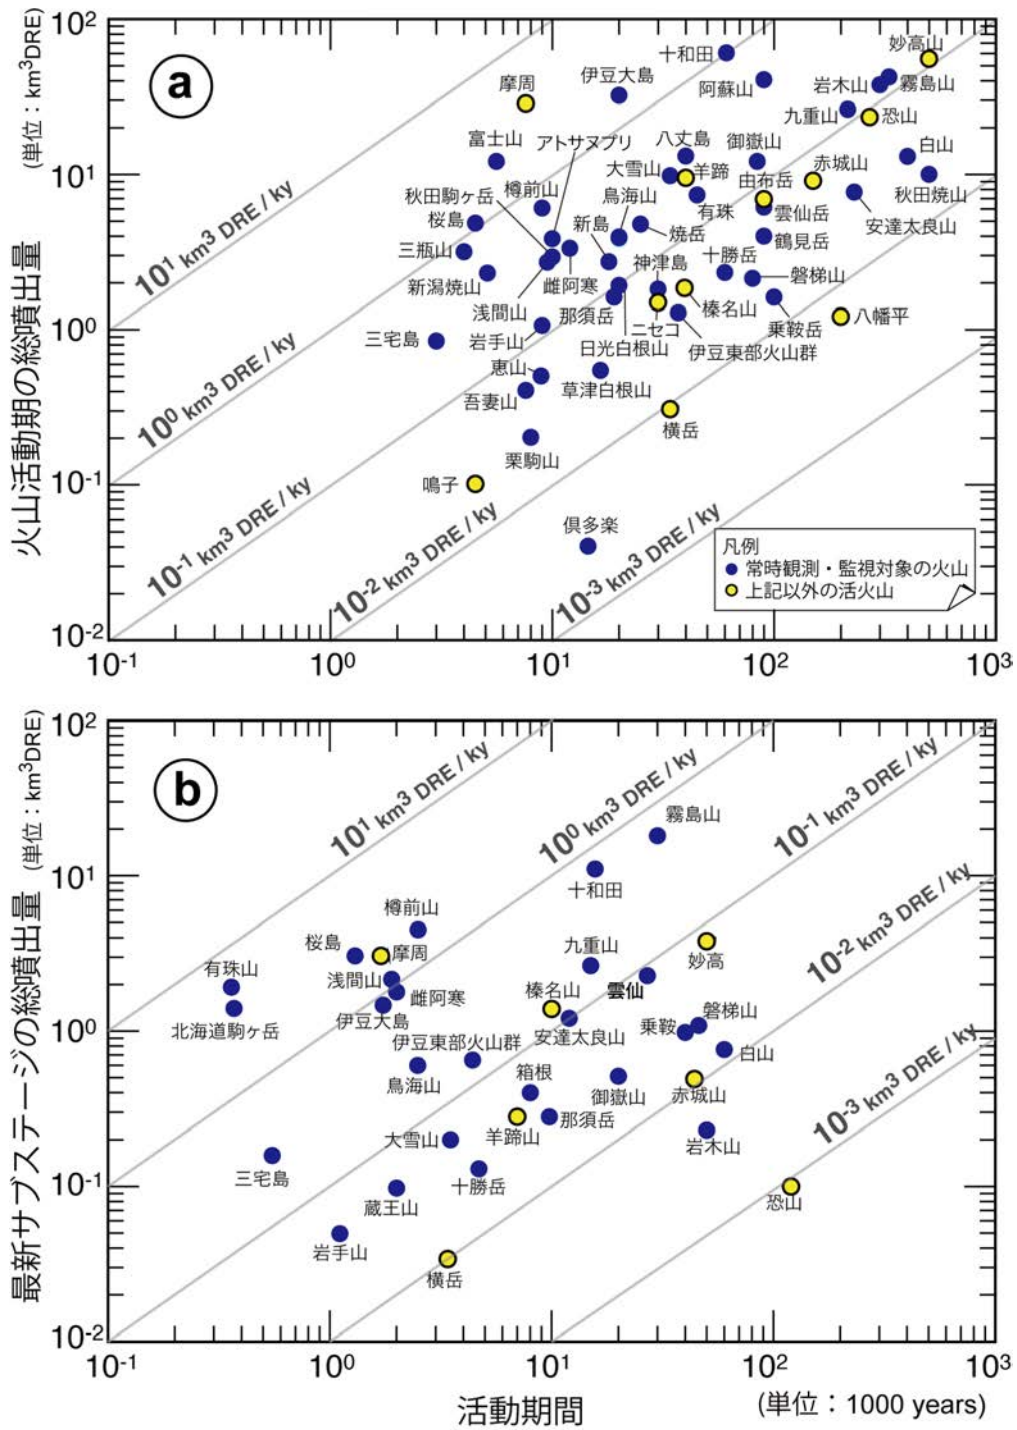 火山活動期の総噴出量 (単位：km³DRE)
a
10²
10¹
10⁰
10⁻¹
10⁻²
10⁻¹ 10⁰ 10¹ 10² 10³
10¹ km³ DRE / ky
10⁰ km³ DRE / ky
10⁻¹ km³ DRE / ky
10⁻² km³ DRE / ky
10⁻³ km³ DRE / ky
妙高山
十和田
伊豆大島
阿蘇山
岩木山
霧島山
摩周
九重山
恐山
富士山
アトサヌプリ
八丈島
御嶽山
白山
大雪山
羊蹄
赤城山
秋田駒ヶ岳
樽前山
鳥海山
由布岳
秋田焼山
桜島
新島
有珠
雲仙岳
安達太良山
焼岳
三瓶山
神津島
十勝岳
鶴見岳
新潟焼山
雌阿寒
磐梯山
浅間山
那須岳
ニセコ
榛名山
乗鞍岳
八幡平
三宅島
岩手山
日光白根山
伊豆東部火山群
恵山
吾妻山
草津白根山
横岳
栗駒山
鳴子
倶多楽
凡例
常時観測・監視対象の火山
上記以外の活火山
最新サブステージの総噴出量 (単位：km³DRE)
b
10²
10¹
10⁰
10⁻¹
10⁻²
10⁻¹ 10⁰ 10¹ 10² 10³
10¹ km³ DRE / ky
10⁰ km³ DRE / ky
10⁻¹ km³ DRE / ky
10⁻² km³ DRE / ky
10⁻³ km³ DRE / ky
霧島山
十和田
樽前山
桜島
摩周
九重山
妙高
有珠山
浅間山
雌阿寒
榛名山
雲仙
北海道駒ヶ岳
伊豆大島
安達太良山
乗鞍
磐梯山
伊豆東部火山群
白山
鳥海山
箱根
御嶽山
赤城山
羊蹄山
那須岳
大雪山
岩木山
三宅島
十勝岳
蔵王山
恐山
岩手山
横岳
活動期間 (単位：1000 years)